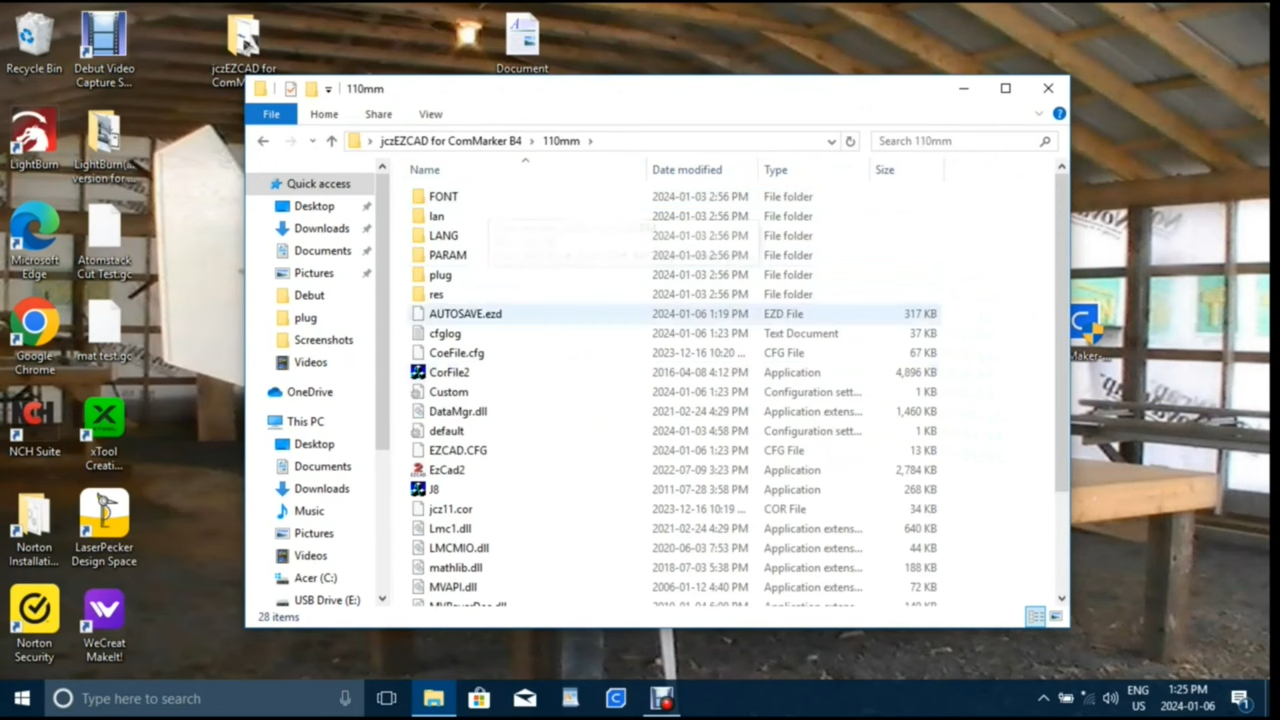 Recycle Bin
Debut Video
Capture S...
jczEZCAD for
Document
LightBurn
LightBurn(...
version for...
Microsoft
Edge
Atomstack
Cut Test.gc
Google
Chrome
mat test.gc
NCH
NCH Suite
xTool
Creati...
Norton
Installati...
LaserPecker
Design Space
Norton
Security
WeCreat
MakeIt!
110mm
File Home Share View
jczEZCAD for ComMarker B4 110mm Search 110mm
Quick access
Desktop
Downloads
Documents
Pictures
Debut
plug
Screenshots
Videos
OneDrive
This PC
Desktop
Documents
Downloads
Music
Pictures
Videos
Acer (C:)
USB Drive (E:)
Name Date modified Type Size
FONT 2024-01-03 2:56 PM File folder
lan 2024-01-03 2:56 PM File folder
LANG 2024-01-03 2:56 PM File folder
PARAM 2024-01-03 2:56 PM File folder
plug 2024-01-03 2:56 PM File folder
res 2024-01-03 2:56 PM File folder
AUTOSAVE.ezd 2024-01-06 1:19 PM EZD File 317 KB
cfglog 2024-01-06 1:23 PM Text Document 37 KB
CoeFile.cfg 2023-12-16 10:20 ... CFG File 67 KB
CorFile2 2016-04-08 4:12 PM Application 4,896 KB
Custom 2024-01-06 1:23 PM Configuration sett... 1 KB
DataMgr.dll 2021-02-24 4:29 PM Application extens... 1,460 KB
default 2024-01-03 4:58 PM Configuration sett... 1 KB
EZCAD.CFG 2024-01-06 1:23 PM CFG File 13 KB
EzCad2 2022-07-09 3:23 PM Application 2,784 KB
J8 2011-07-28 3:58 PM Application 268 KB
jcz11.cor 2023-12-16 10:19 ... COR File 34 KB
Lmc1.dll 2021-02-24 4:29 PM Application extens... 640 KB
LMCMIO.dll 2020-06-03 7:53 PM Application extens... 44 KB
mathlib.dll 2018-07-03 5:38 PM Application extens... 188 KB
MVAPI.dll 2006-01-12 4:40 PM Application extens... 72 KB
28 items
Type here to search
ENG
US
1:25 PM
2024-01-06